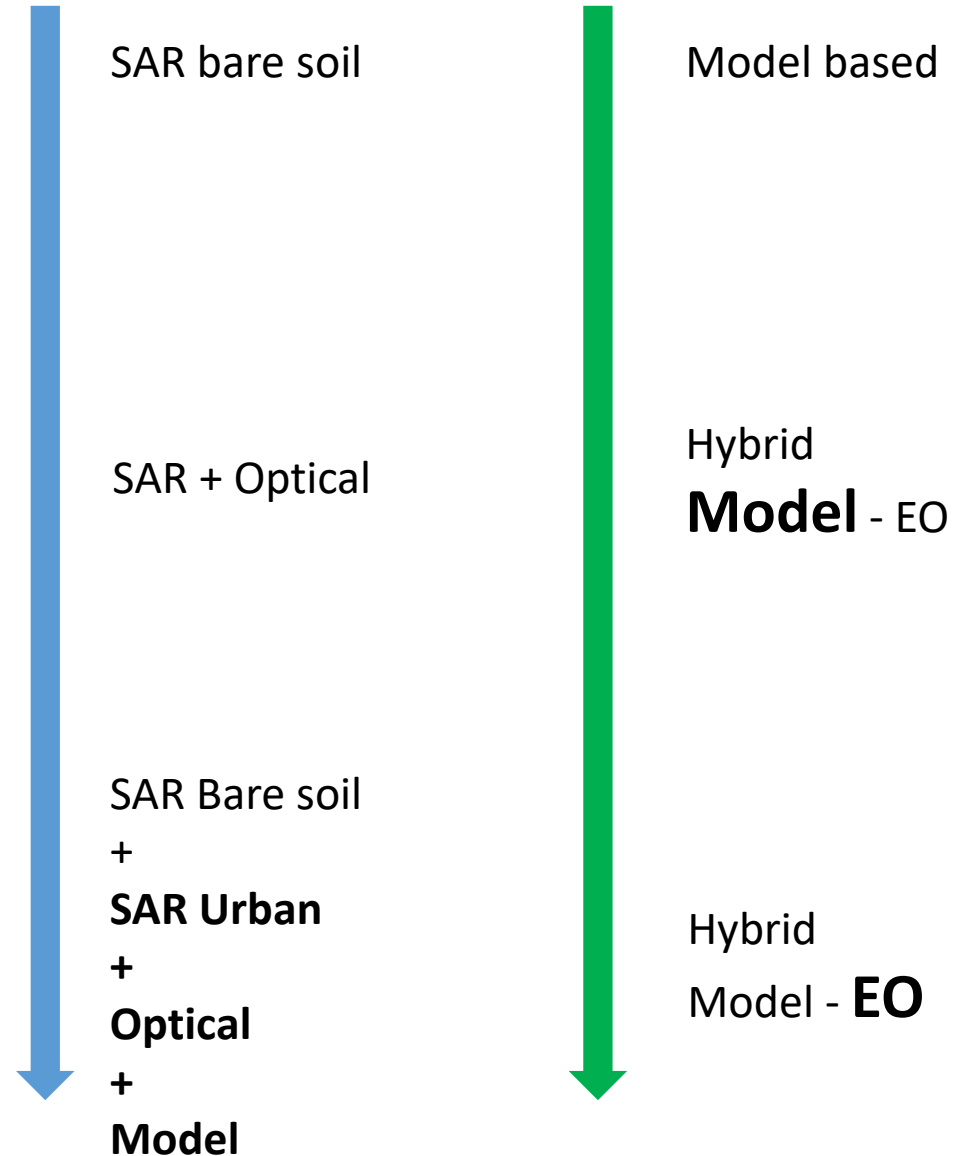 SAR bare soil
SAR + Optical
SAR Bare soil
+
SAR Urban
+
Optical
+
Model
Model based
Hybrid
Model - EO
Hybrid
Model - EO